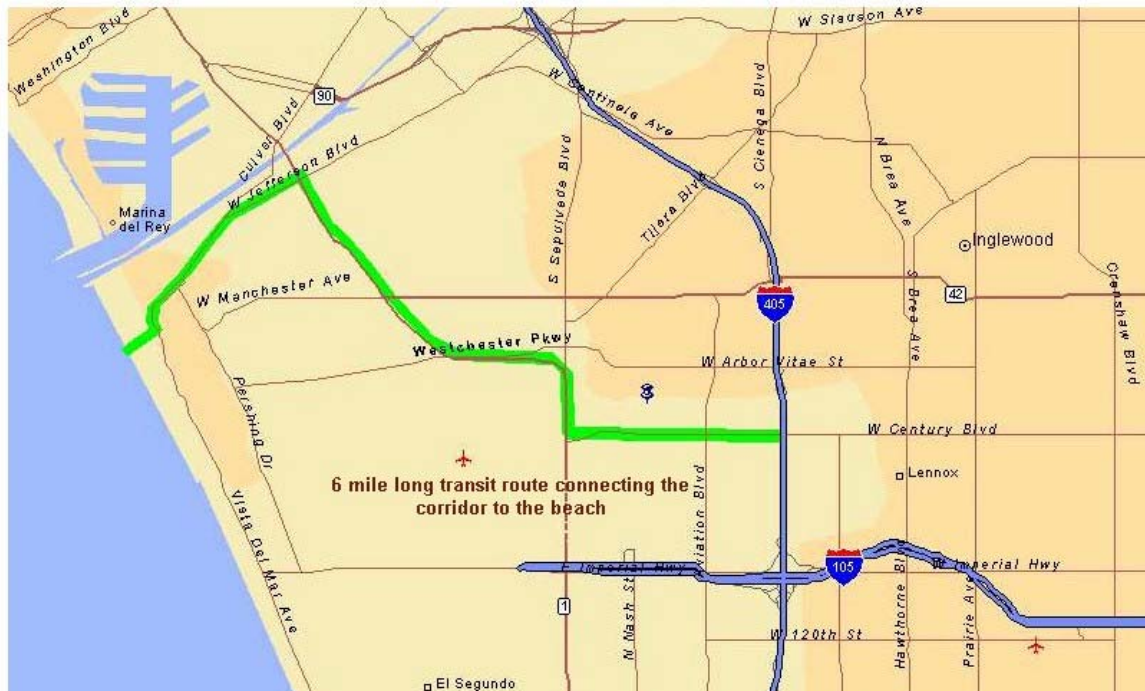 W Slauson Ave
Washington Blvd
90
W Centinela Ave
S Cienega Blvd
Culver Blvd
W Jefferson Blvd
N Brea Ave
Marina
del Rey
S Sepulveda Blvd
Tijera Blvd
Inglewood
W Manchester Ave
405
42
S Brea Ave
Crenshaw Blvd
Westchester Pkwy
W Arbor Vitae St
Pershing Dr
W Century Blvd
Lennox
6 mile long transit route connecting the
corridor to the beach
Aviation Blvd
Vista Del Mar Ave
E Imperial Hwy
105
W Imperial Hwy
1
N Nash St
Hawthorne Bl
Prairie Ave
W 120th St
El Segundo